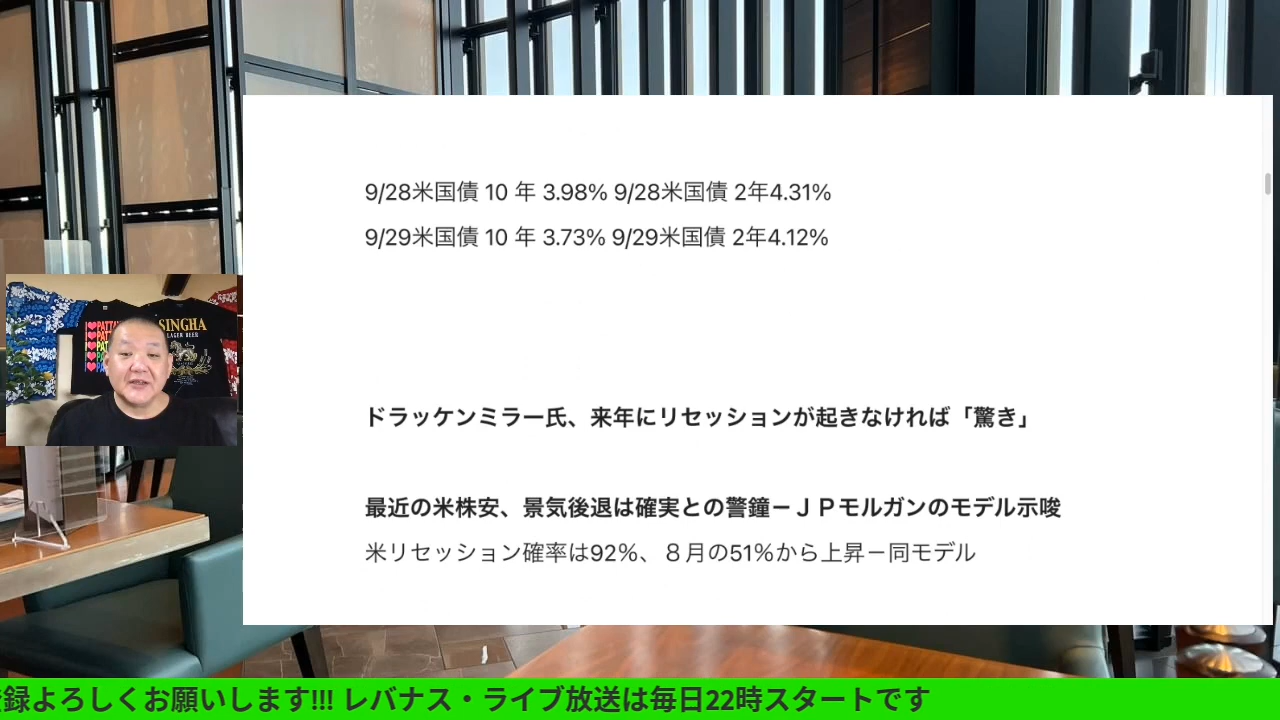 9/28米国債 10 年 3.98% 9/28米国債 2年4.31%
9/29米国債 10 年 3.73% 9/29米国債 2年4.12%
ドラッケンミラー氏、来年にリセッションが起きなければ「驚き」
最近の米株安、景気後退は確実との警鐘－ＪＰモルガンのモデル示唆
米リセッション確率は92％、８月の51％から上昇－同モデル
SINGHA
LAGER BEER
録よろしくお願いします!!! レバナス・ライブ放送は毎日22時スタートです